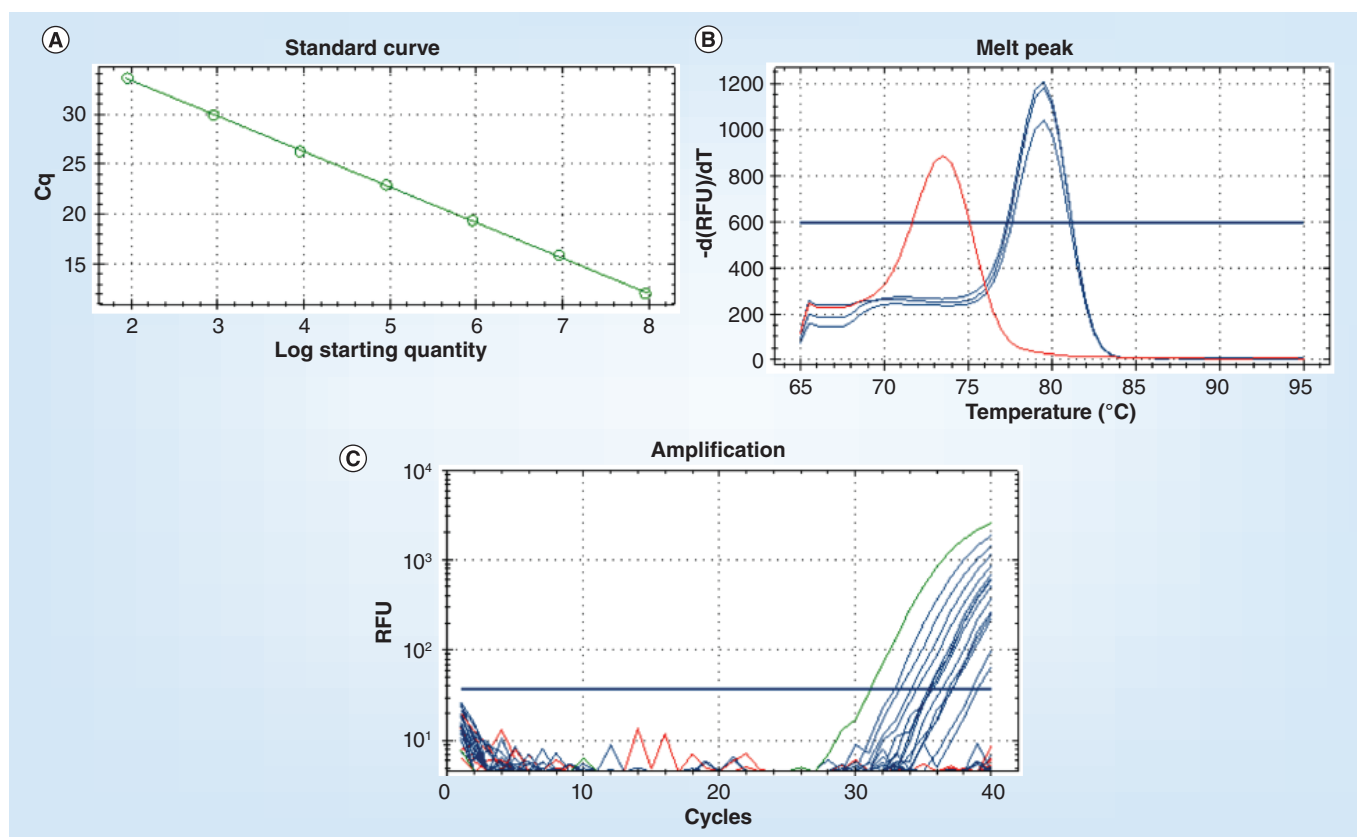 A
Standard curve
Cq
30
25
20
15
2 3 4 5 6 7 8
Log starting quantity
B
Melt peak
-d(RFU)/dT
1200
1000
800
600
400
200
0
65 70 75 80 85 90 95
Temperature (°C)
C
Amplification
RFU
10⁴
10³
10²
10¹
0 10 20 30 40
Cycles